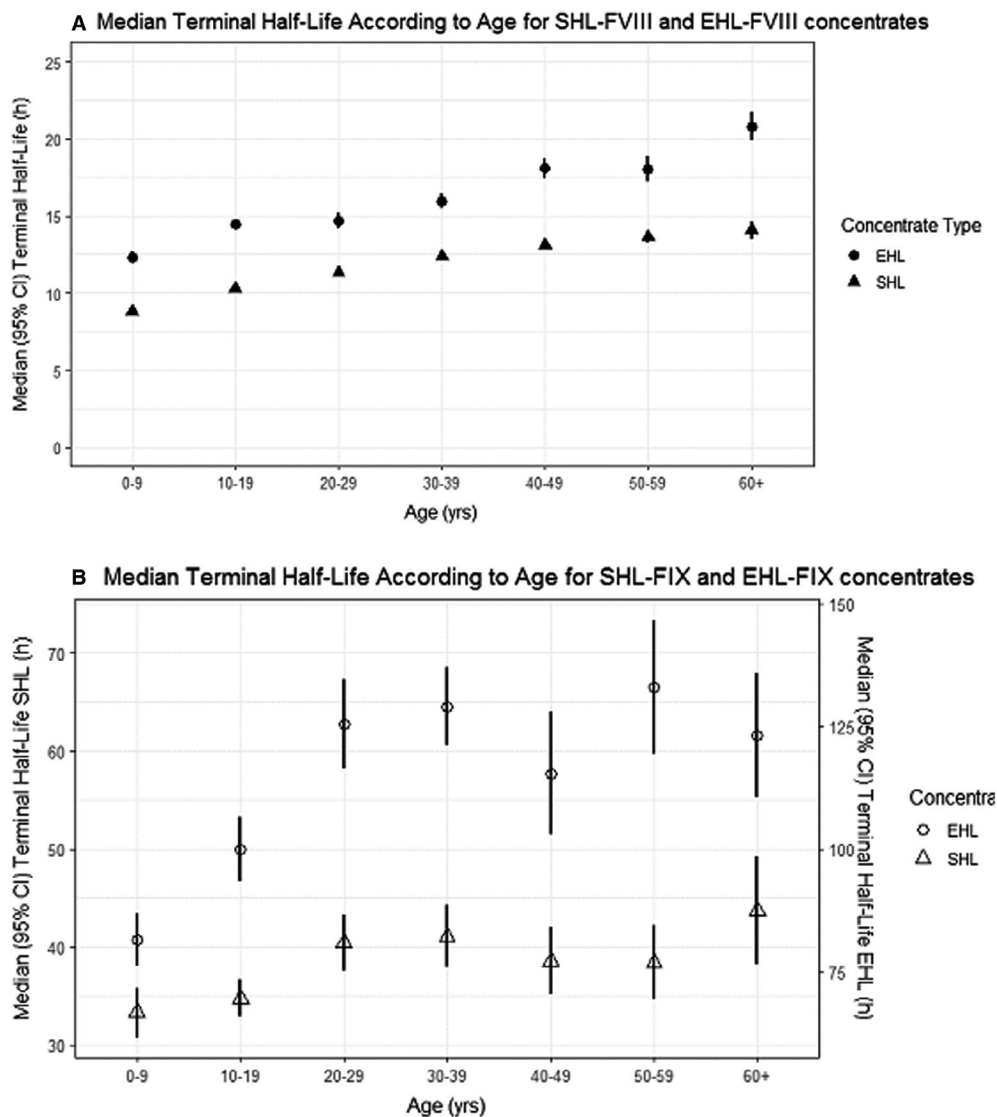 A Median Terminal Half-Life According to Age for SHL-FVIII and EHL-FVIII concentrates
Median (95% CI) Terminal Half-Life (h)
25
20
15
10
5
0
0-9 10-19 20-29 30-39 40-49 50-59 60+
Age (yrs)
Concentrate Type
EHL
SHL
B Median Terminal Half-Life According to Age for SHL-FIX and EHL-FIX concentrates
Median (95% CI) Terminal Half-Life SHL (h)
70
60
50
40
30
0-9 10-19 20-29 30-39 40-49 50-59 60+
Age (yrs)
150
125
100
75
Median (95% CI) Terminal Half-Life EHL (h)
Concentra
EHL
SHL